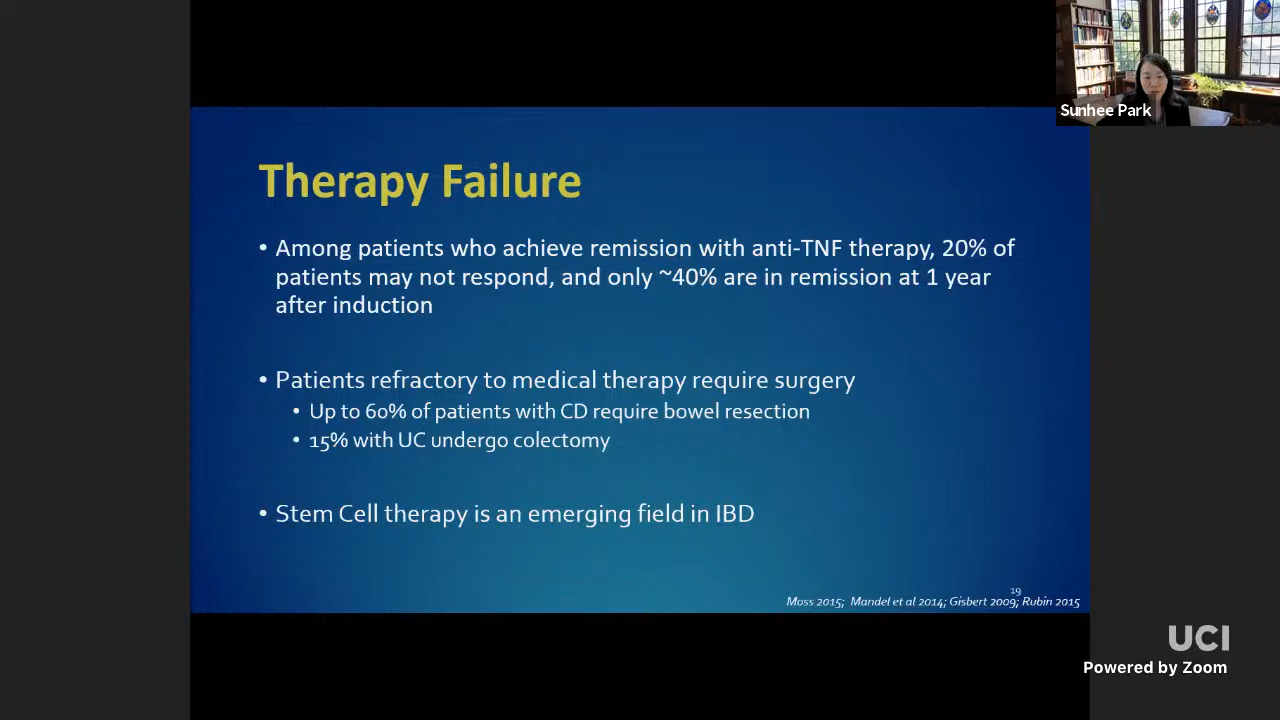 Sunhee Park
Therapy Failure
• Among patients who achieve remission with anti-TNF therapy, 20% of
patients may not respond, and only ~40% are in remission at 1 year
after induction
• Patients refractory to medical therapy require surgery
• Up to 60% of patients with CD require bowel resection
• 15% with UC undergo colectomy
• Stem Cell therapy is an emerging field in IBD
19
Moss 2015; Mandel et al 2014; Gisbert 2009; Rubin 2015
UCI
Powered by Zoom